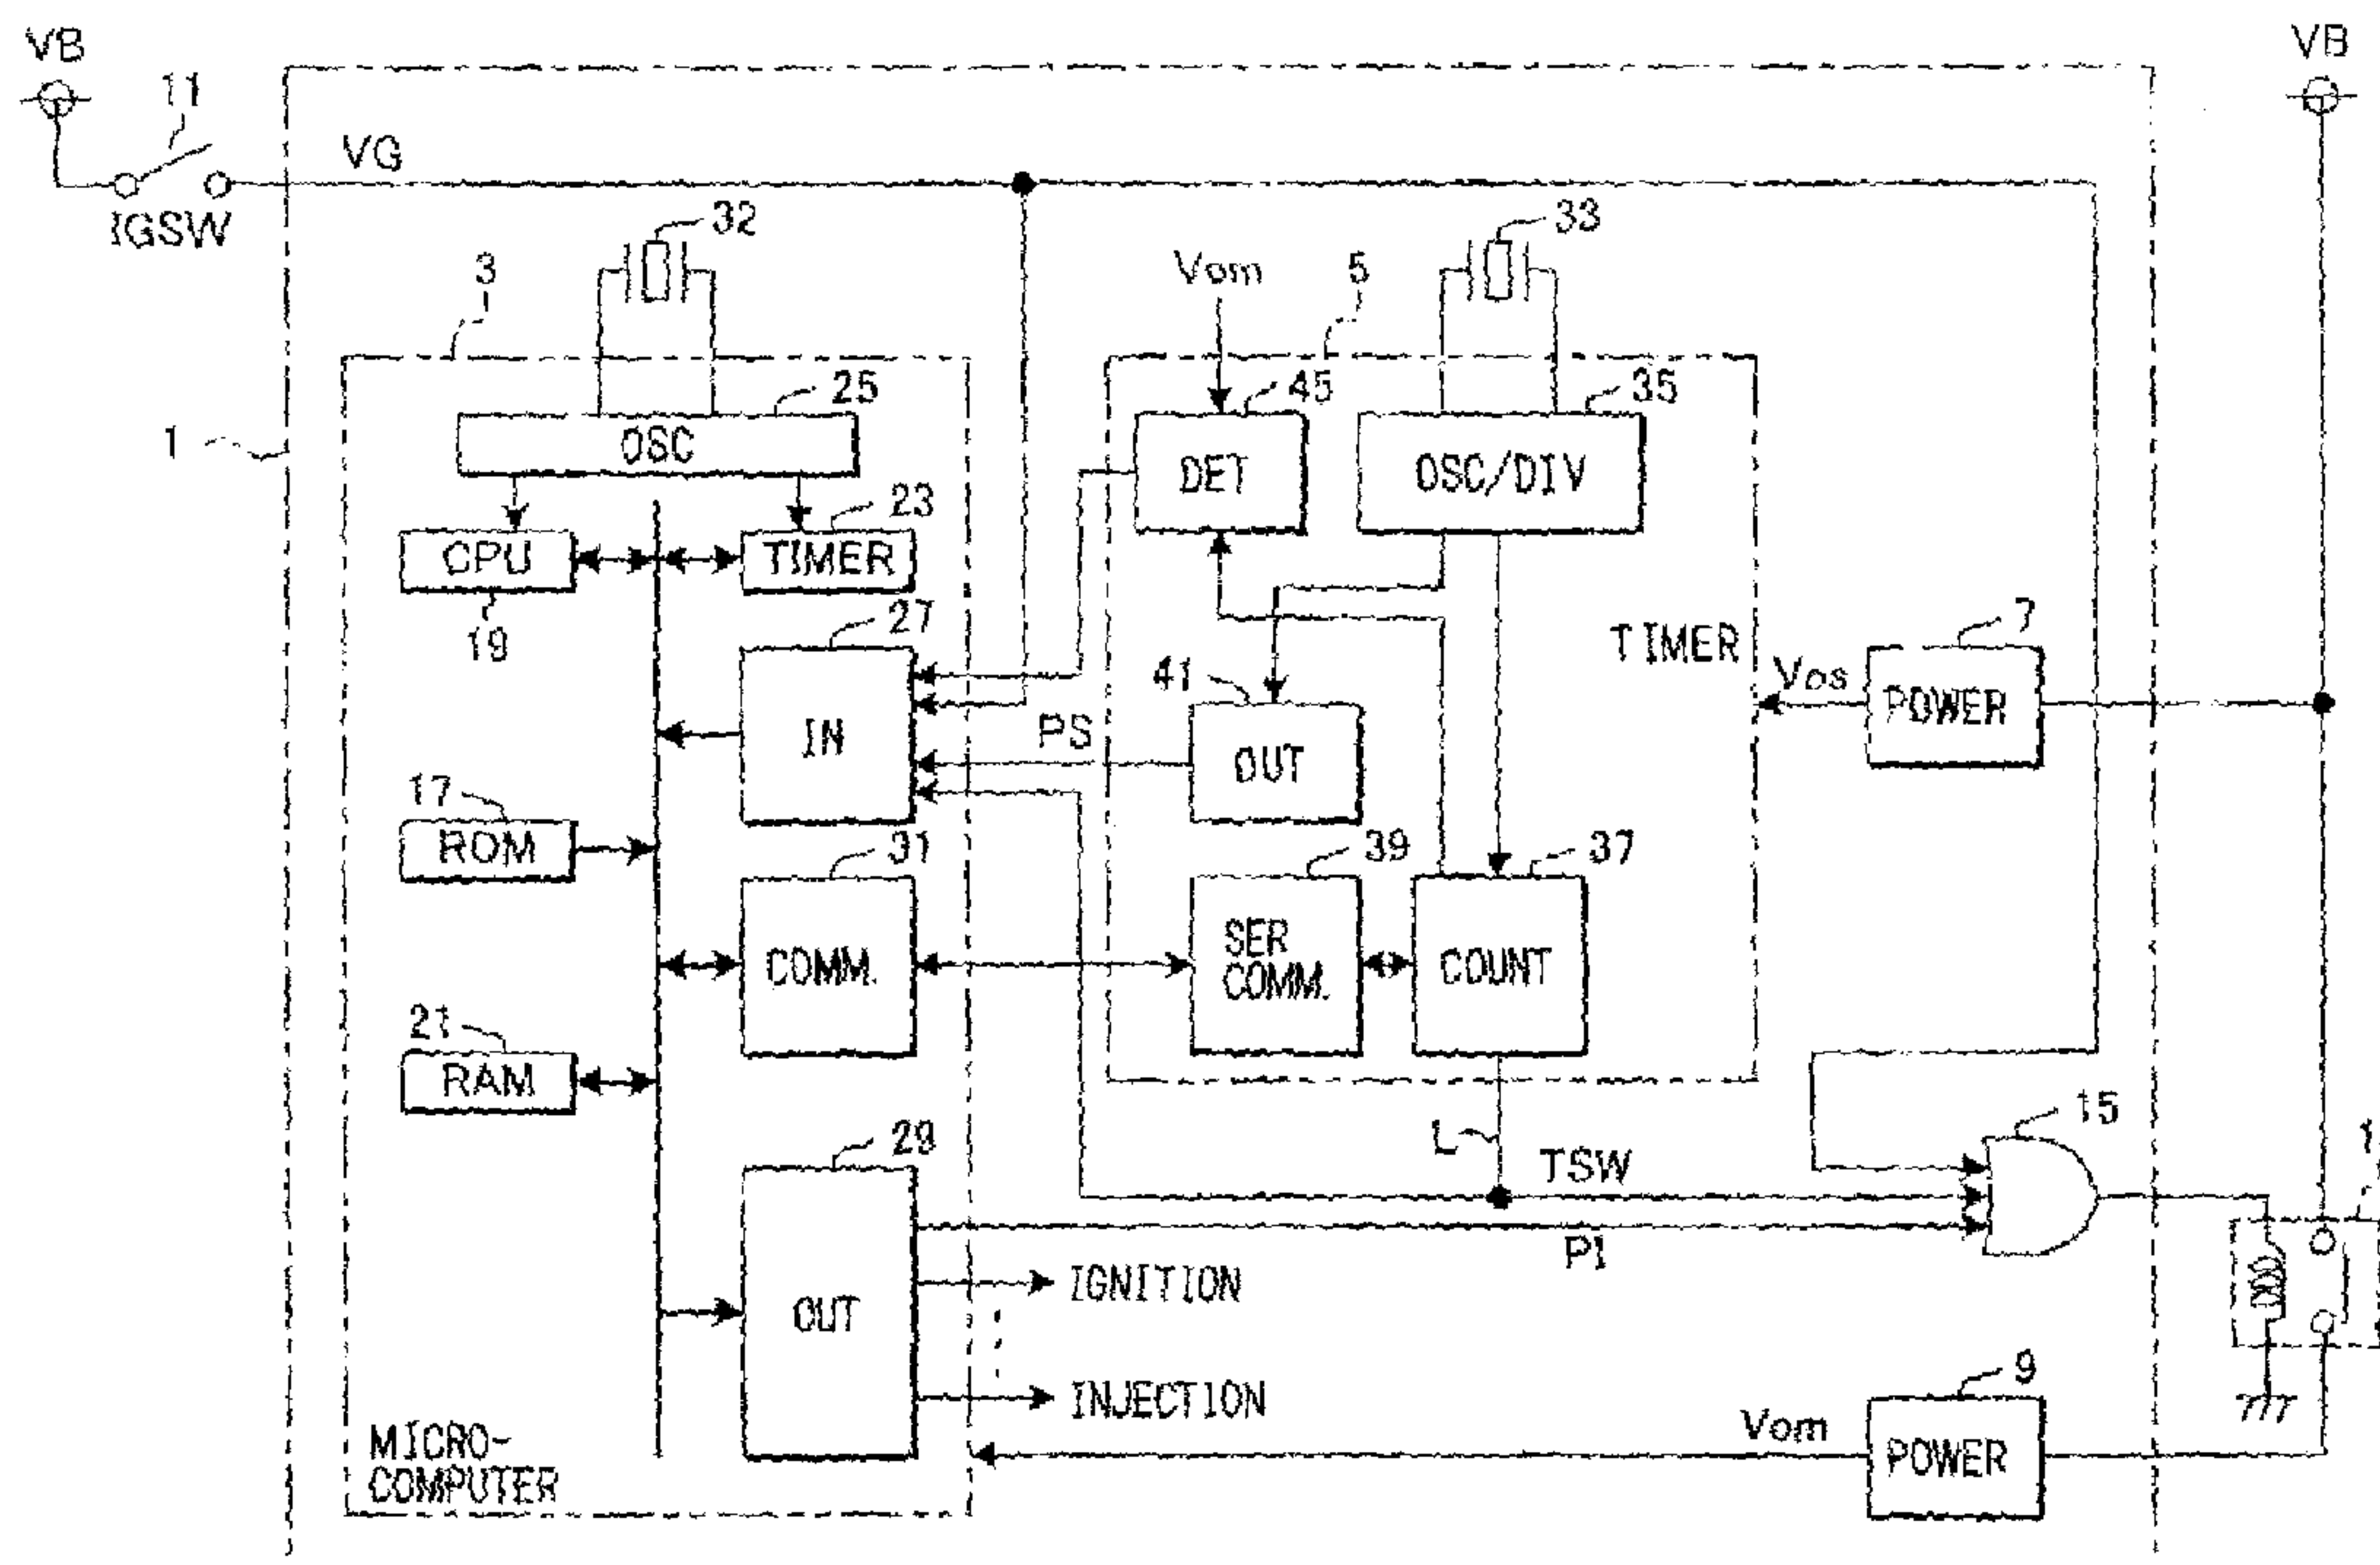 VB
VB
11
VG
IGSW
32
33
3
Vom
5
25
45
35
1
OSC
DET
OSC/DIV
23
CPU
TIMER
19
27
TIMER
7
41
Vos
IN
PS
OUT
POWER
17
ROM
31
39
37
COMM.
SER
COMM.
COUNT
21
RAM
29
L
15
TSW
PI
IGNITION
OUT
INJECTION
9
Vom
POWER
MICRO-
COMPUTER